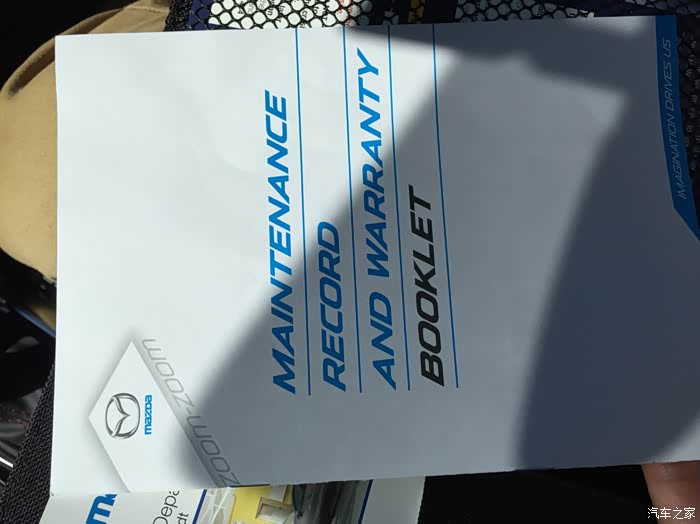 MAINTENANCE
RECORD
AND WARRANTY
BOOKLET
IMAGINATION DRIVES US
zoom-zoom
mazda
汽车之家